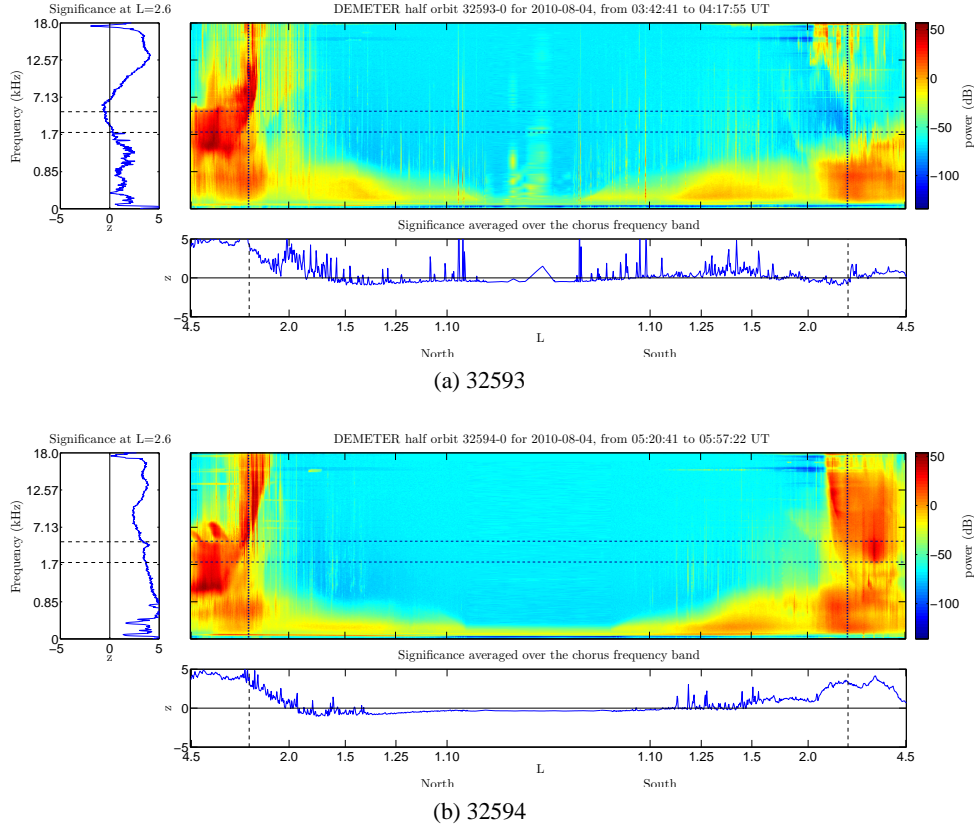 Significance at L=2.6
DEMETER half orbit 32593-0 for 2010-08-04, from 03:42:41 to 04:17:55 UT
18.0
12.57
7.13
1.7
0.85
0
Frequency (kHz)
−5 0 5
z
50
0
−50
−100
power (dB)
Significance averaged over the chorus frequency band
5
0
−5
z
4.5 2.0 1.5 1.25 1.10 1.10 1.25 1.5 2.0 4.5
L
North South
(a) 32593
Significance at L=2.6
DEMETER half orbit 32594-0 for 2010-08-04, from 05:20:41 to 05:57:22 UT
18.0
12.57
7.13
1.7
0.85
0
Frequency (kHz)
−5 0 5
z
50
0
−50
−100
power (dB)
Significance averaged over the chorus frequency band
5
0
−5
z
4.5 2.0 1.5 1.25 1.10 1.10 1.25 1.5 2.0 4.5
L
North South
(b) 32594